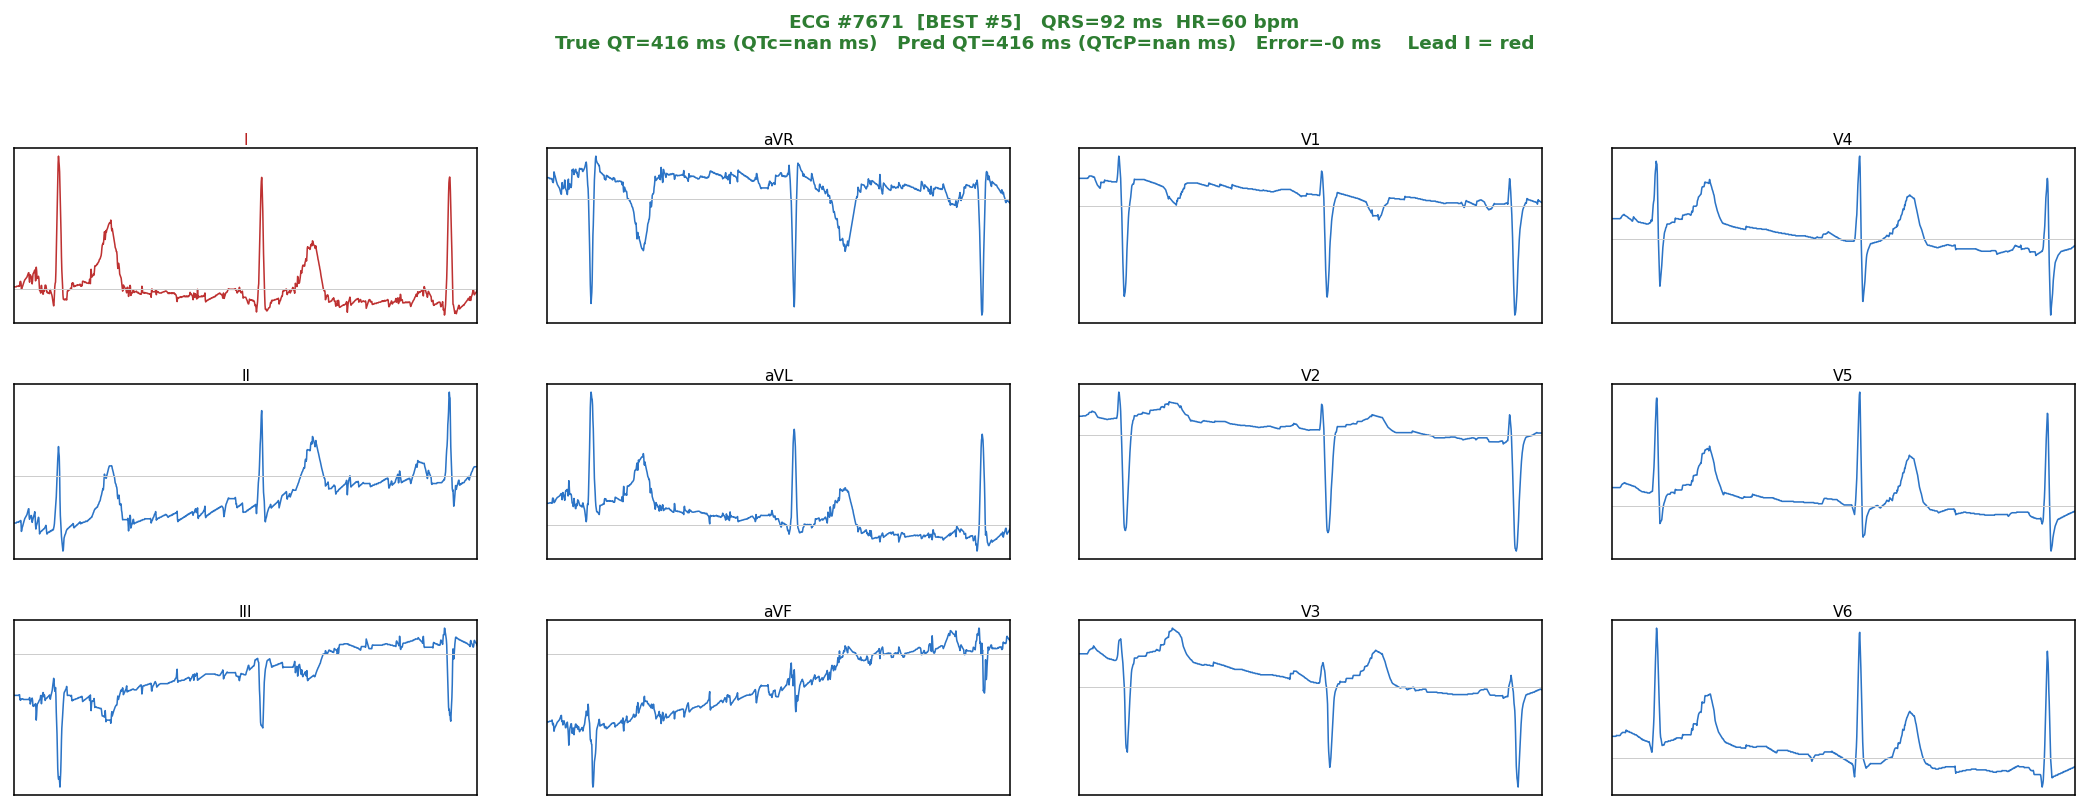 ECG #7671  [BEST #5]   QRS=92 ms  HR=60 bpm
True QT=416 ms (QTc=nan ms)   Pred QT=416 ms (QTcP=nan ms)   Error=-0 ms    Lead I = red
I
aVR
V1
V4
II
aVL
V2
V5
III
aVF
V3
V6